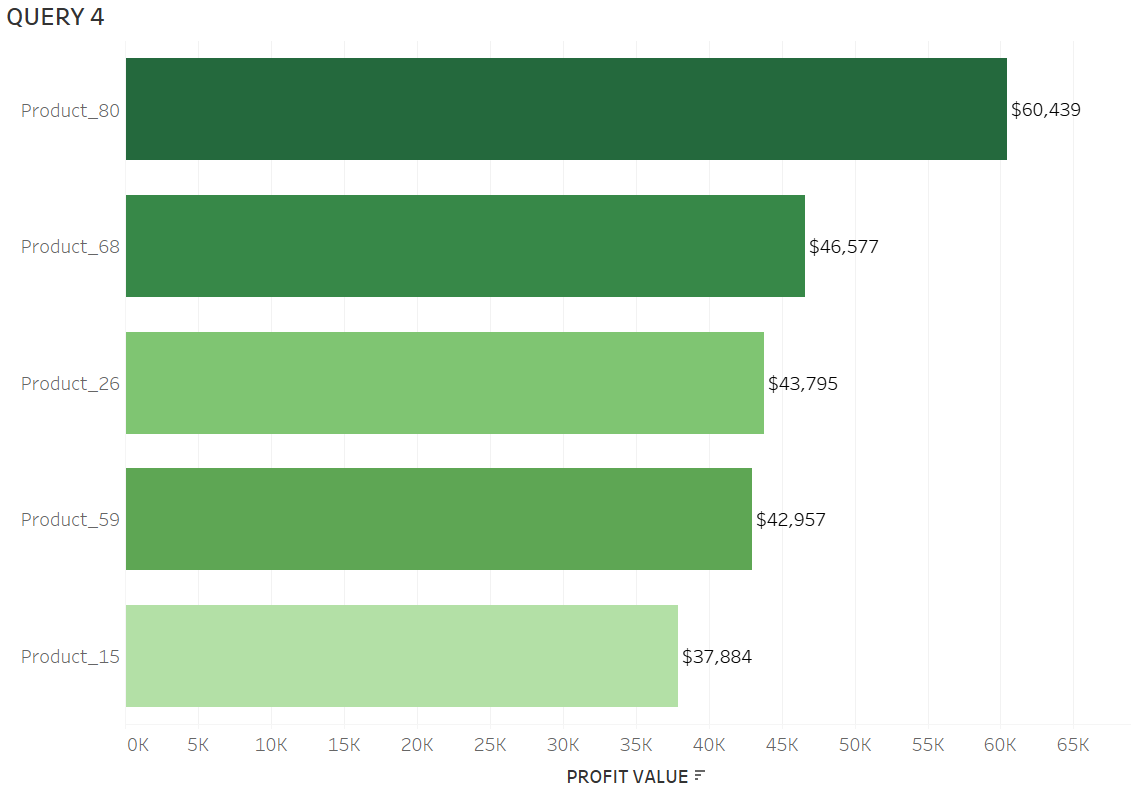 QUERY 4
Product_80 $60,439
Product_68 $46,577
Product_26 $43,795
Product_59 $42,957
Product_15 $37,884
0K 5K 10K 15K 20K 25K 30K 35K 40K 45K 50K 55K 60K 65K
PROFIT VALUE